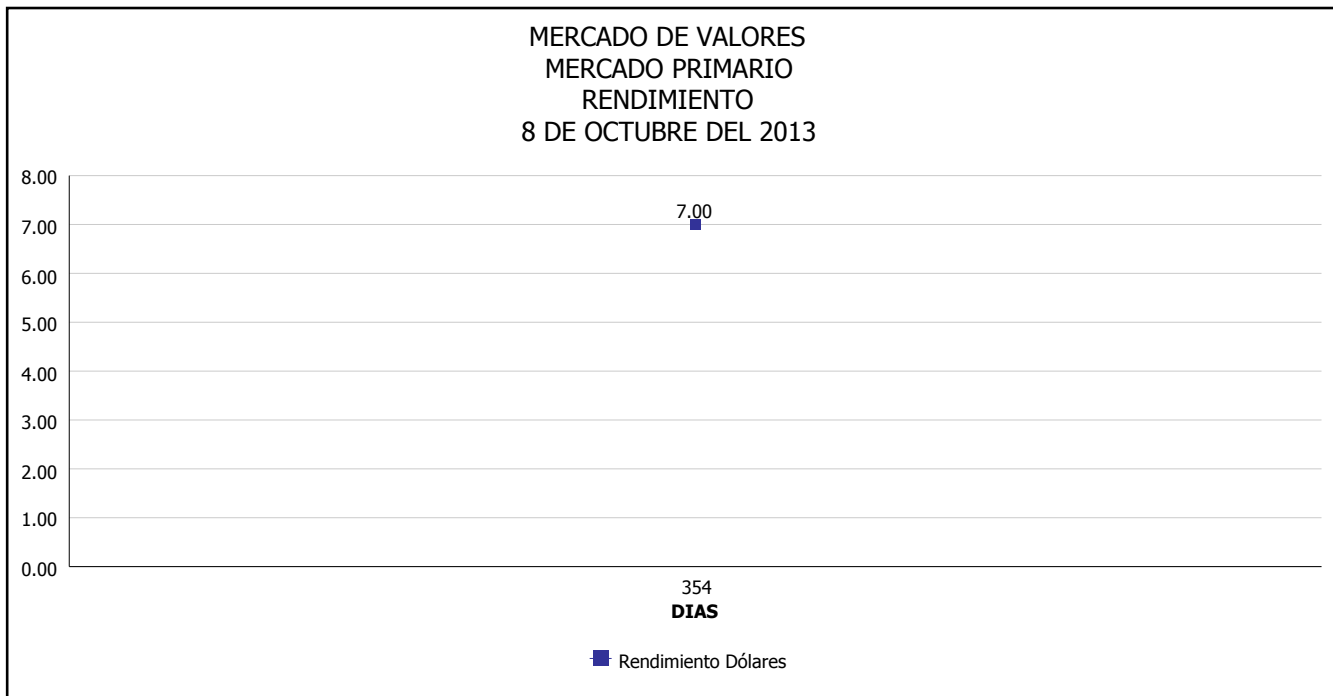 MERCADO DE VALORES
MERCADO PRIMARIO
RENDIMIENTO
8 DE OCTUBRE DEL 2013
8.00
7.00
7.00
6.00
5.00
4.00
3.00
2.00
1.00
0.00
354
DIAS
Rendimiento Dólares